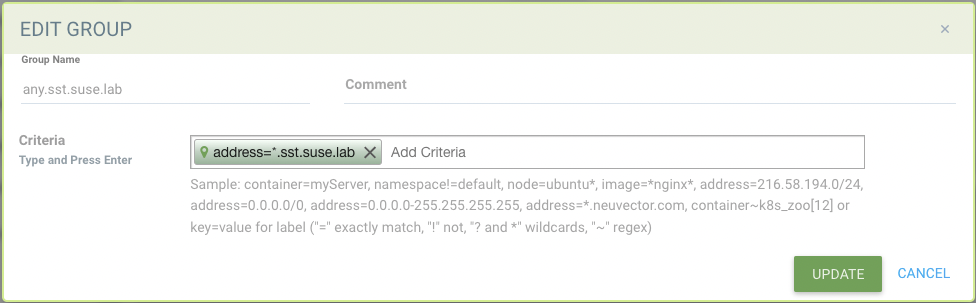 EDIT GROUP ×
Group Name
any.sst.suse.lab
Comment
Criteria
Type and Press Enter
address=*.sst.suse.lab Add Criteria
Sample: container=myServer, namespace!=default, node=ubuntu*, image=*nginx*, address=216.58.194.0/24,
address=0.0.0.0/0, address=0.0.0.0-255.255.255.255, address=*.neuvector.com, container~k8s_zoo[12] or
key=value for label ("=" exactly match, "!" not, "? and *" wildcards, "~" regex)
UPDATE CANCEL